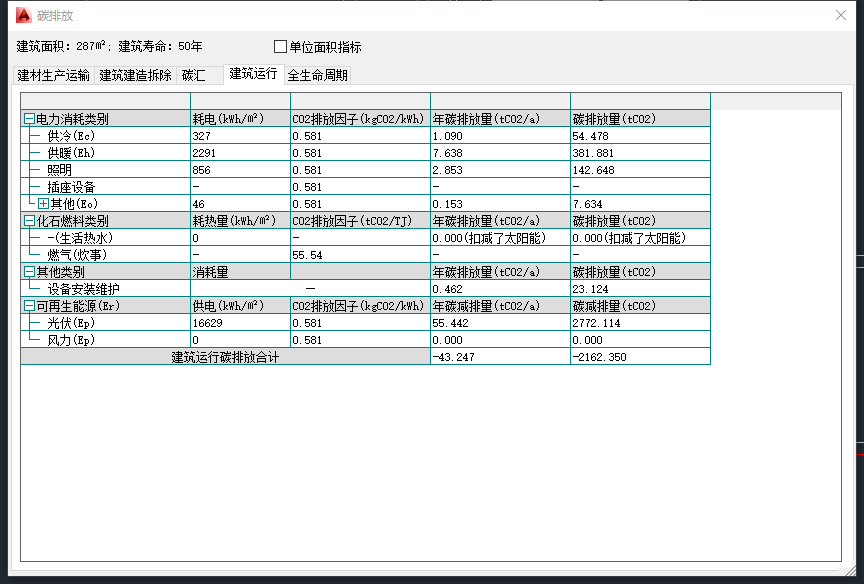 碳排放
建筑面积: 287㎡; 建筑寿命: 50年 单位面积指标
建材生产运输 建筑建造拆除 碳汇 建筑运行 全生命周期
电力消耗类别 耗电(kWh/㎡) CO2排放因子(kgCO2/kWh) 年碳排放量(tCO2/a) 碳排放量(tCO2)
供冷(Ec) 327 0.581 1.090 54.478
供暖(Eh) 2291 0.581 7.638 381.881
照明 856 0.581 2.853 142.648
插座设备 - 0.581 - -
其他(Eo) 46 0.581 0.153 7.634
化石燃料类别 耗热量(kWh/㎡) CO2排放因子(tCO2/TJ) 年碳排放量(tCO2/a) 碳排放量(tCO2)
-(生活热水) 0 - 0.000(扣减了太阳能) 0.000(扣减了太阳能)
燃气(炊事) - 55.54 - -
其他类别 消耗量 年碳排放量(tCO2/a) 碳排放量(tCO2)
设备安装维护 — 0.462 23.124
可再生能源(Er) 供电(kWh/㎡) CO2排放因子(kgCO2/kWh) 年碳减排量(tCO2/a) 碳减排量(tCO2)
光伏(Ep) 16629 0.581 55.442 2772.114
风力(Ep) 0 0.581 0.000 0.000
建筑运行碳排放合计 -43.247 -2162.350